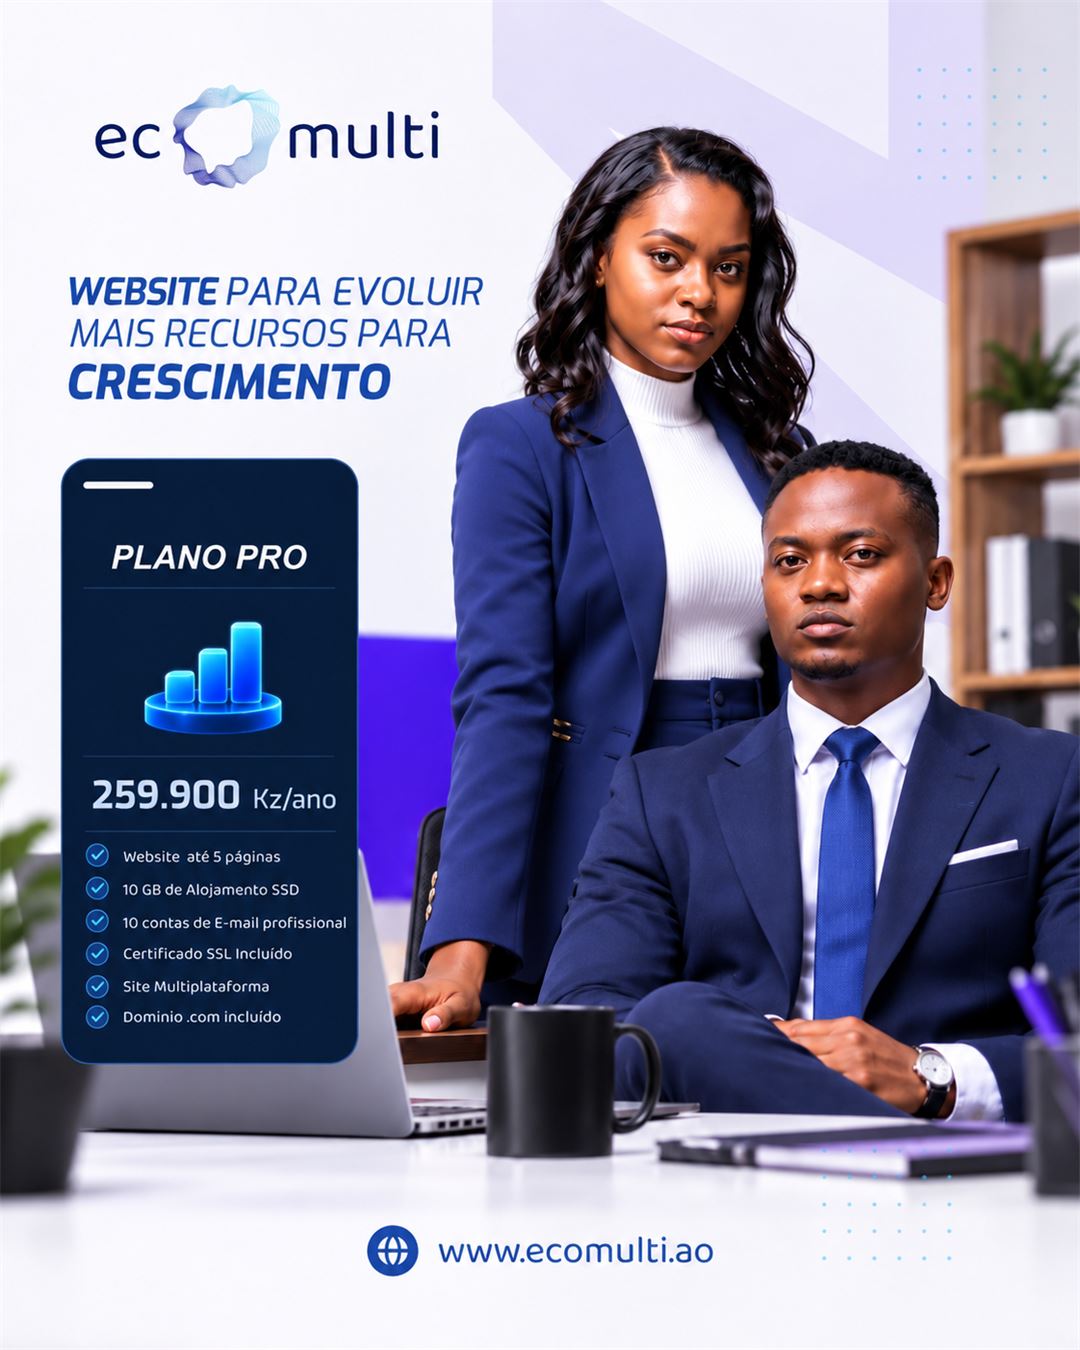 ecomulti
WEBSITE PARA EVOLUIR
MAIS RECURSOS PARA
CRESCIMENTO
PLANO PRO
259.900 Kz/ano
Website até 5 páginas
10 GB de Alojamento SSD
10 contas de E-mail profissional
Certificado SSL Incluído
Site Multiplataforma
Dominio .com incluído
www.ecomulti.ao